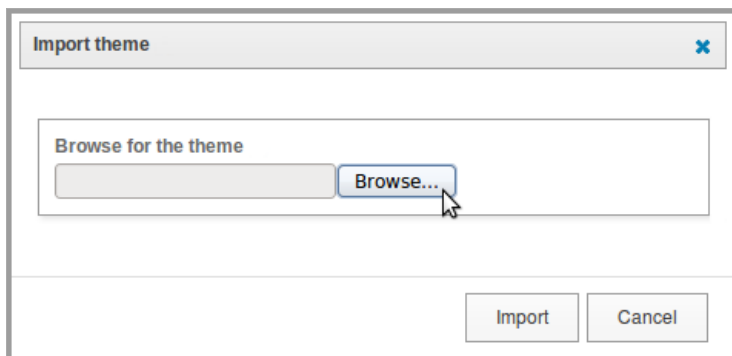 Import theme
Browse for the theme
Browse...
Import Cancel